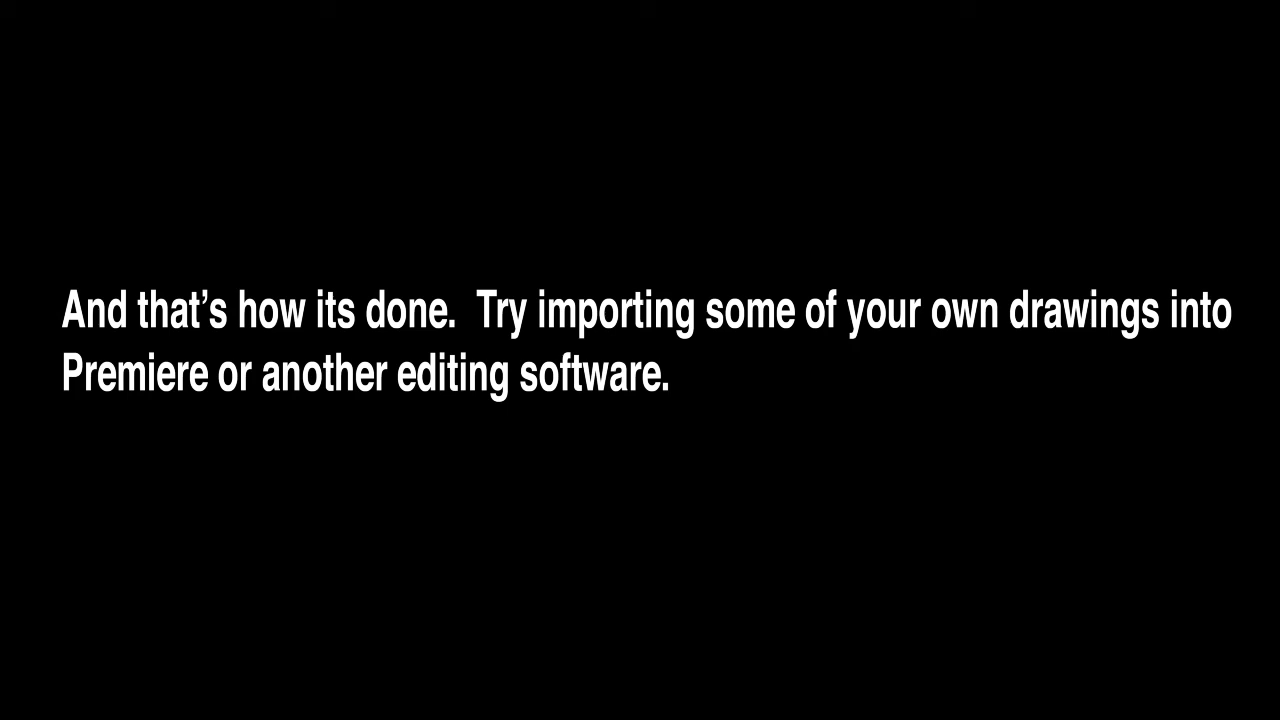 And that’s how its done.  Try importing some of your own drawings into
Premiere or another editing software.